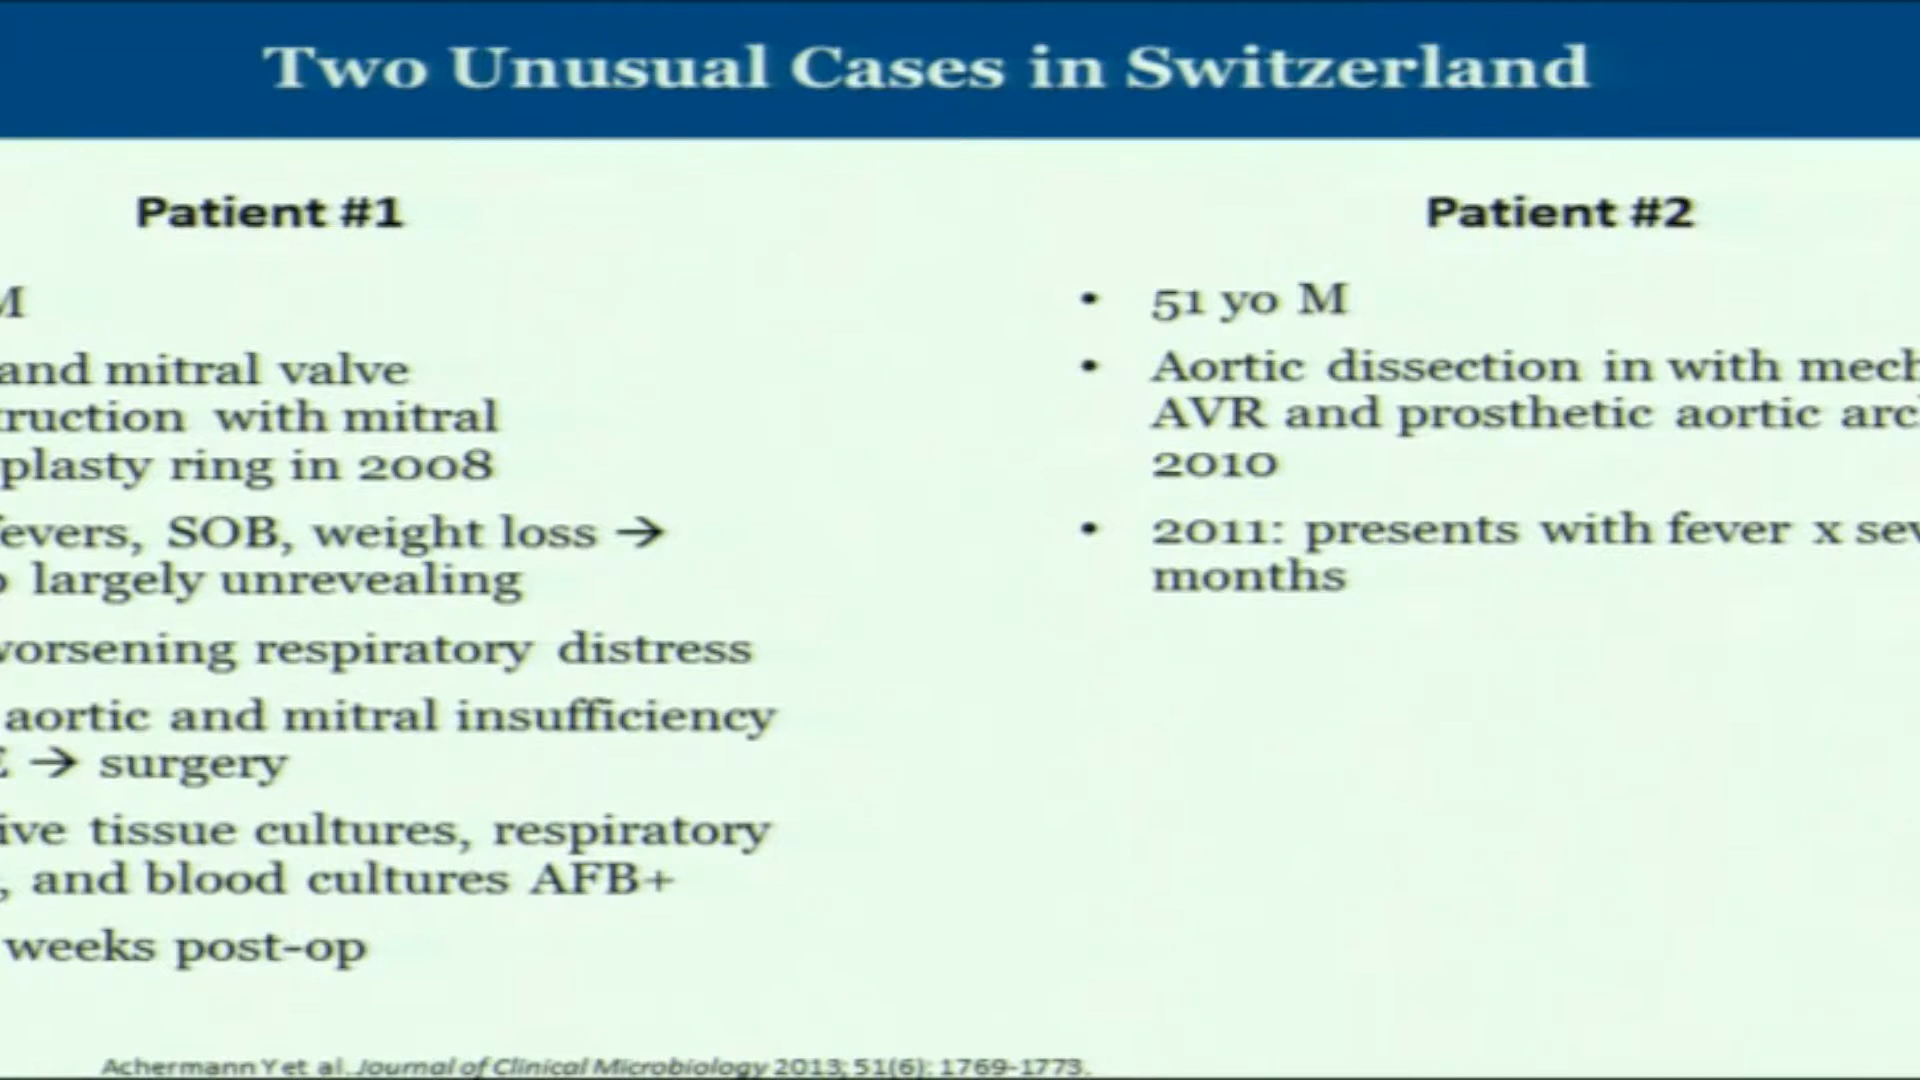 Two Unusual Cases in Switzerland
Patient #1
M
and mitral valve
truction with mitral
plasty ring in 2008
fevers, SOB, weight loss →
largely unrevealing
worsening respiratory distress
aortic and mitral insufficiency
E → surgery
ive tissue cultures, respiratory
, and blood cultures AFB+
weeks post-op
Patient #2
• 51 yo M
• Aortic dissection in with mech
AVR and prosthetic aortic arc
2010
• 2011: presents with fever x sev
months
Achermann Y et al. Journal of Clinical Microbiology 2013; 51(6): 1769-1773.